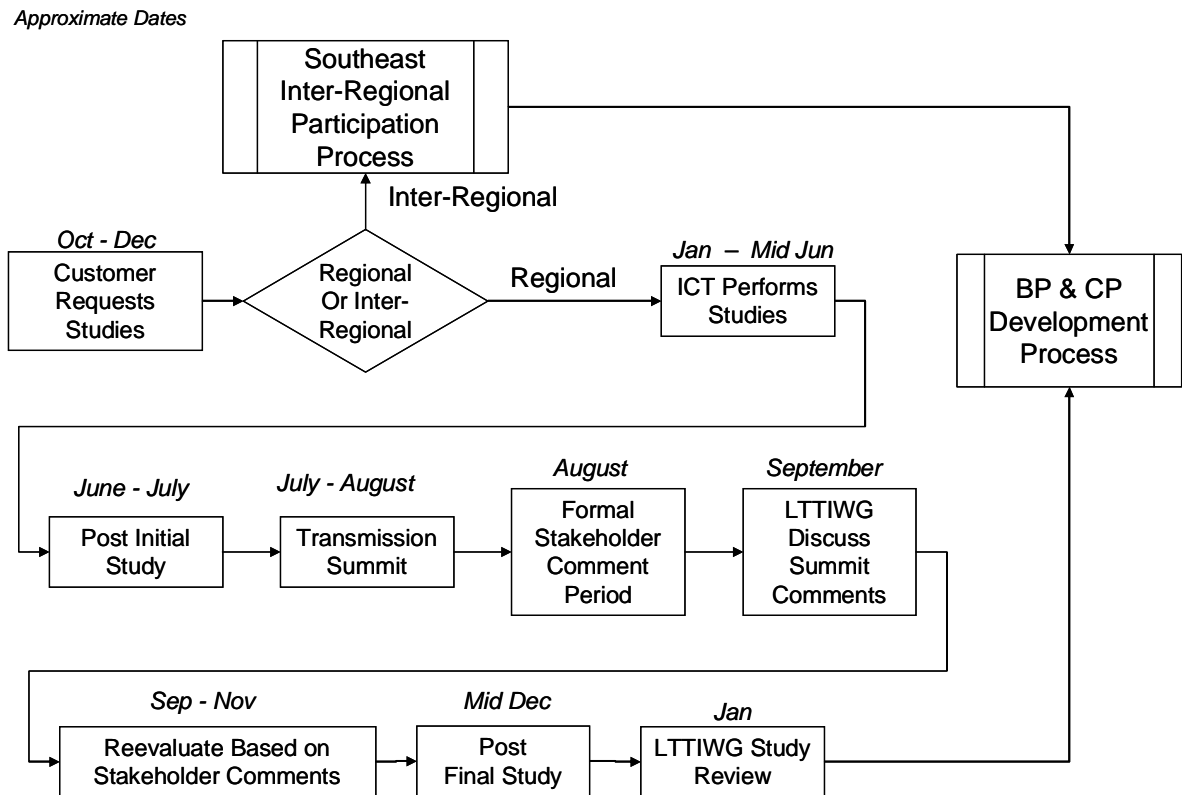 Approximate Dates
Southeast
Inter-Regional
Participation
Process
Inter-Regional
Oct - Dec
Customer
Requests
Studies
Regional
Or Inter-
Regional
Regional
Jan – Mid Jun
ICT Performs
Studies
BP & CP
Development
Process
June - July
Post Initial
Study
July - August
Transmission
Summit
August
Formal
Stakeholder
Comment
Period
September
LTTIWG
Discuss
Summit
Comments
Sep - Nov
Reevaluate Based on
Stakeholder Comments
Mid Dec
Post
Final Study
Jan
LTTIWG Study
Review